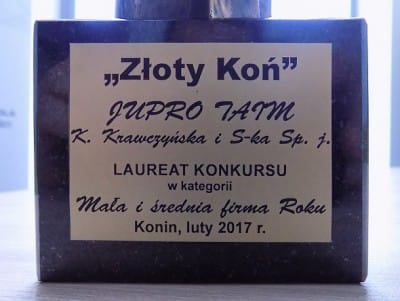 „Złoty Koń”
JUPRO TAIM
K. Krawczyńska i S-ka Sp. j.
LAUREAT KONKURSU
w kategorii
Mała i średnia firma Roku
Konin, luty 2017 r.